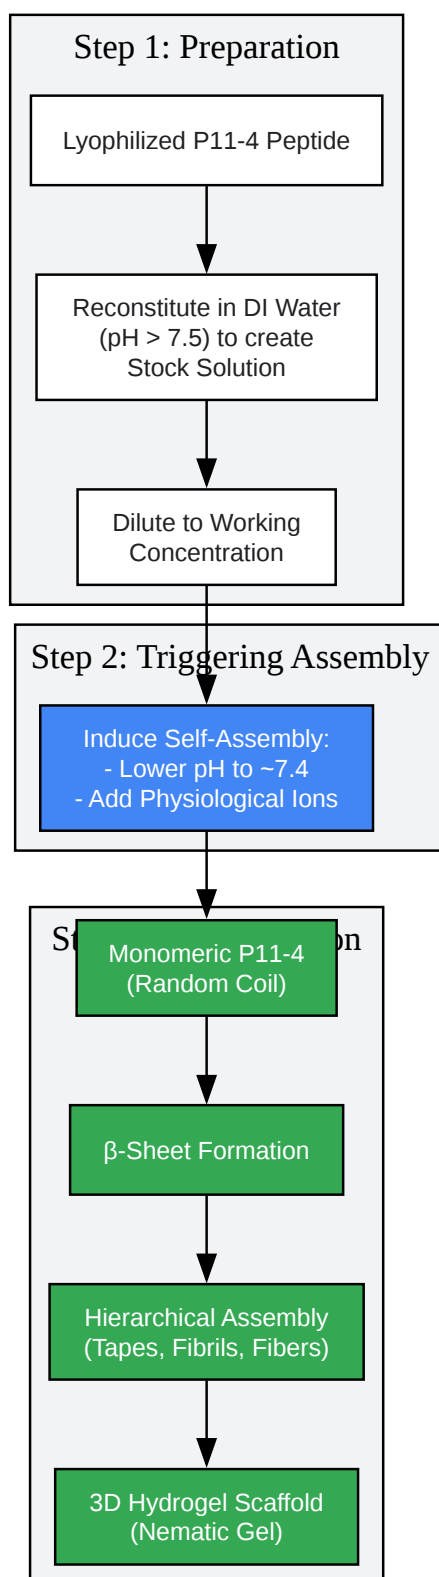 Step 1: Preparation
Lyophilized P11-4 Peptide
Reconstitute in DI Water
(pH > 7.5) to create
Stock Solution
Dilute to Working
Concentration
Step 2: Triggering Assembly
Induce Self-Assembly:
- Lower pH to ~7.4
- Add Physiological Ions
Monomeric P11-4
(Random Coil)
β-Sheet Formation
Hierarchical Assembly
(Tapes, Fibrils, Fibers)
3D Hydrogel Scaffold
(Nematic Gel)